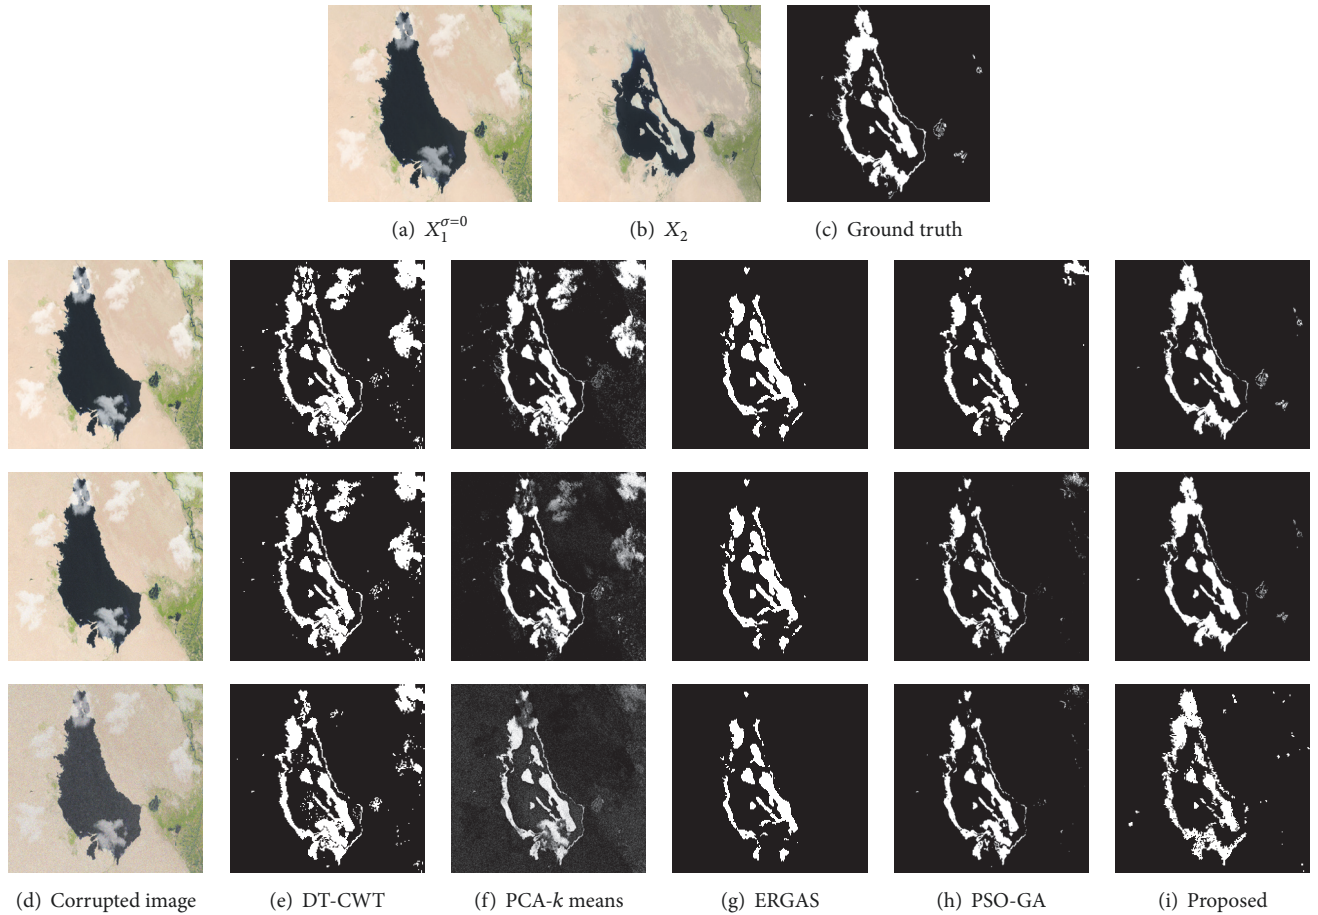 (a) $X_1^{\sigma=0}$
(b) $X_2$
(c) Ground truth
(d) Corrupted image
(e) DT-CWT
(f) PCA-k means
(g) ERGAS
(h) PSO-GA
(i) Proposed